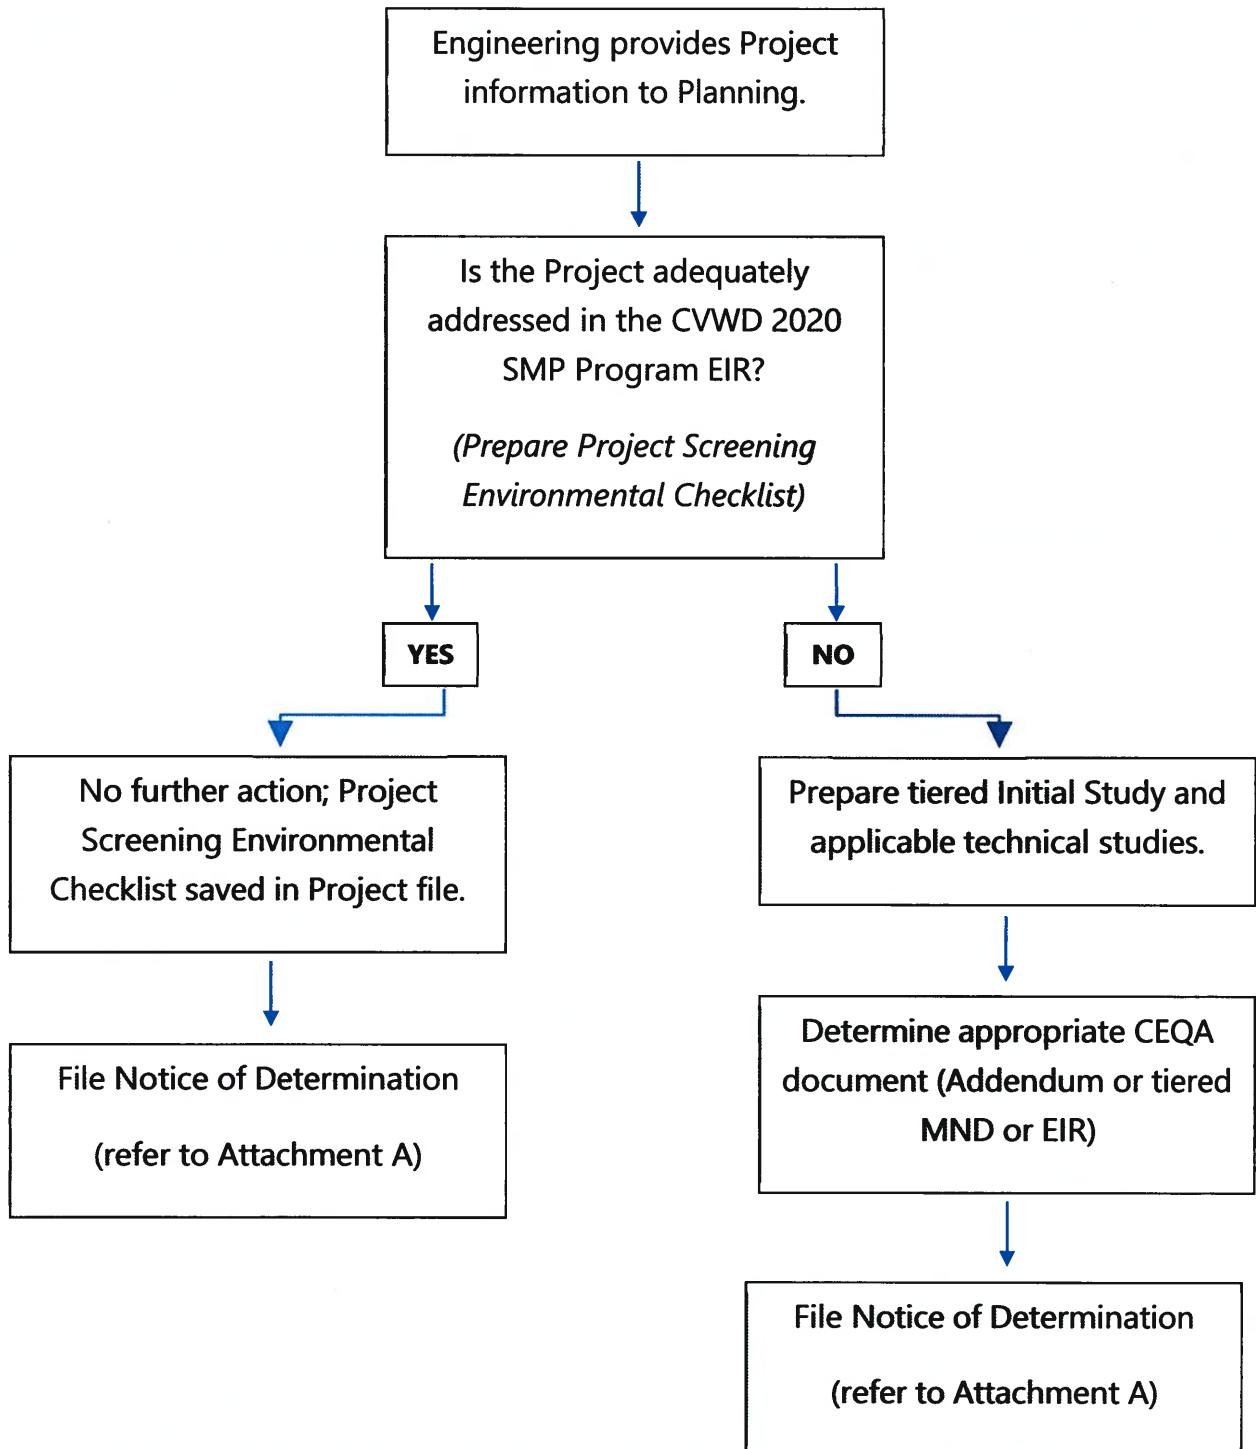 Engineering provides Project
information to Planning.
Is the Project adequately
addressed in the CVWD 2020
SMP Program EIR?
(Prepare Project Screening
Environmental Checklist)
YES
NO
No further action; Project
Screening Environmental
Checklist saved in Project file.
Prepare tiered Initial Study and
applicable technical studies.
File Notice of Determination
(refer to Attachment A)
Determine appropriate CEQA
document (Addendum or tiered
MND or EIR)
File Notice of Determination
(refer to Attachment A)